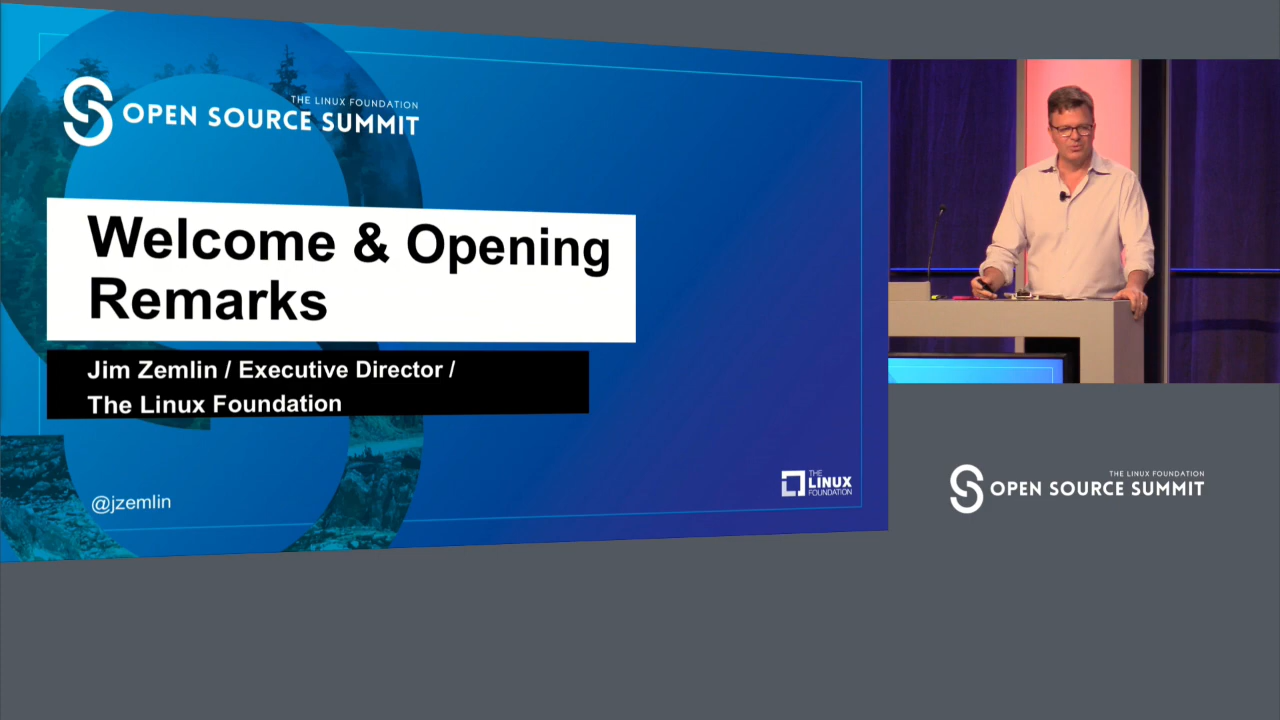 THE LINUX FOUNDATION
OPEN SOURCE SUMMIT
Welcome & Opening
Remarks
Jim Zemlin / Executive Director /
The Linux Foundation
@jzemlin
THE
LINUX
FOUNDATION
THE LINUX FOUNDATION
OPEN SOURCE SUMMIT